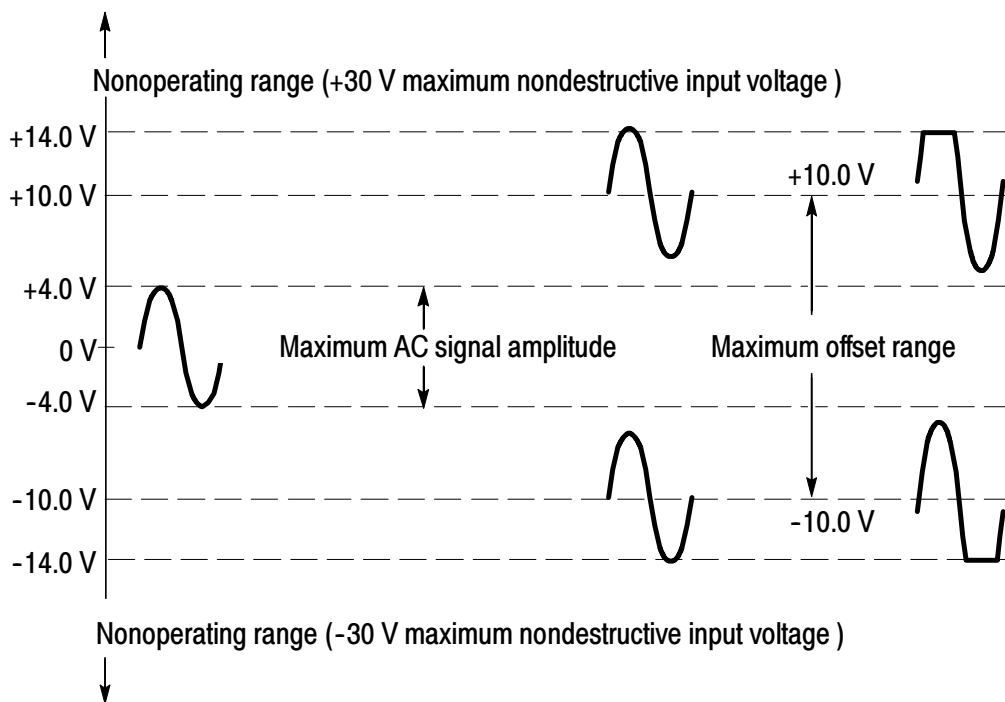 Nonoperating range (+30 V maximum nondestructive input voltage )
+14.0 V
+10.0 V
+10.0 V
+4.0 V
0 V
Maximum AC signal amplitude
Maximum offset range
-4.0 V
-10.0 V
-10.0 V
-14.0 V
Nonoperating range (-30 V maximum nondestructive input voltage )